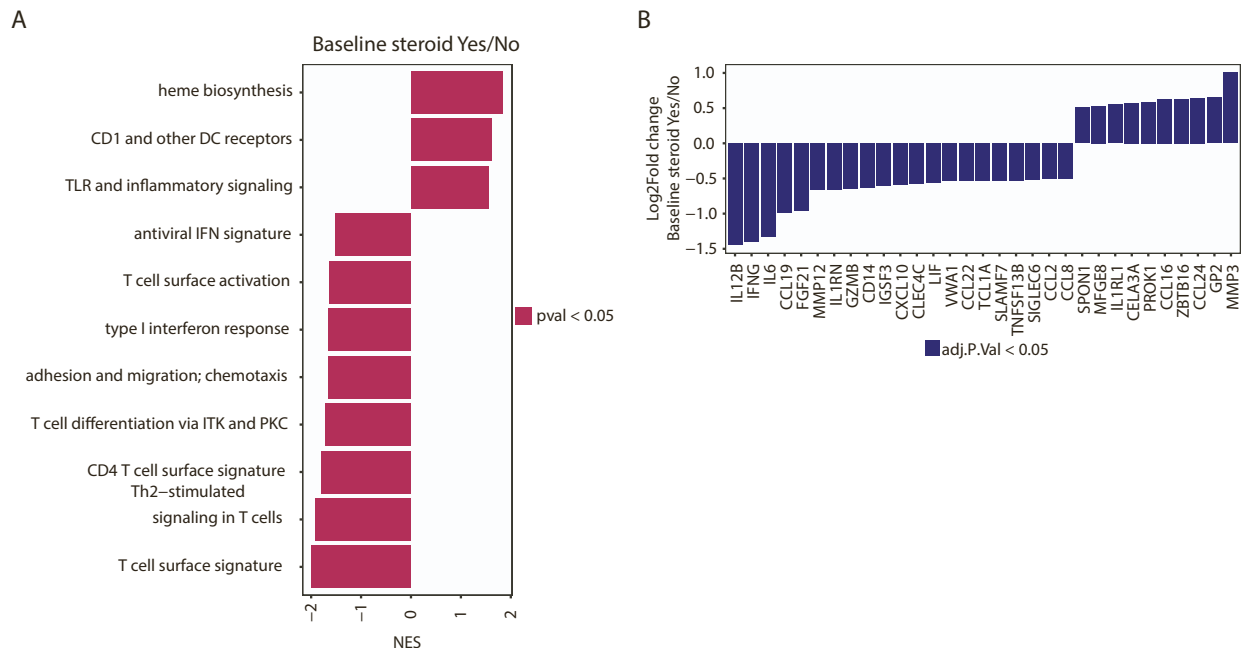 A
Baseline steroid Yes/No
heme biosynthesis
CD1 and other DC receptors
TLR and inflammatory signaling
antiviral IFN signature
T cell surface activation
type I interferon response
adhesion and migration; chemotaxis
T cell differentiation via ITK and PKC
CD4 T cell surface signature
Th2−stimulated
signaling in T cells
T cell surface signature
−2
−1
0
1
2
NES
pval < 0.05
B
Log2Fold change
Baseline steroid Yes/No
1.0
0.5
0.0
−0.5
−1.0
−1.5
IL12B
IFNG
IL6
CCL19
FGF21
MMP12
IL1RN
GZMB
CD14
IGSF3
CXCL10
CLEC4C
LIF
VWA1
CCL22
TCL1A
SLAMF7
TNFSF13B
SIGLEC6
CCL2
CCL8
SPON1
MFGE8
IL1RL1
CELA3A
PROK1
CCL16
ZBTB16
CCL24
GP2
MMP3
adj.P.Val < 0.05